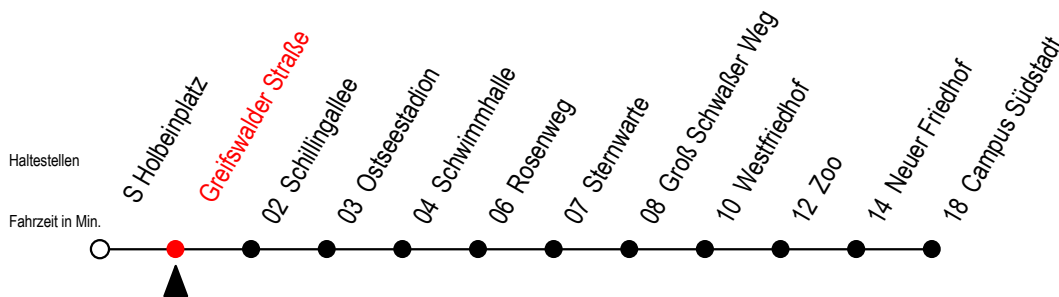 S Holbeinplatz
Greifswalder Straße
02 Schillingallee
03 Ostseestadion
04 Schwimmhalle
06 Rosenweg
07 Sternwarte
08 Groß Schwaßer Weg
10 Westfriedhof
12 Zoo
14 Neuer Friedhof
18 Campus Südstadt
Haltestellen
Fahrzeit in Min.